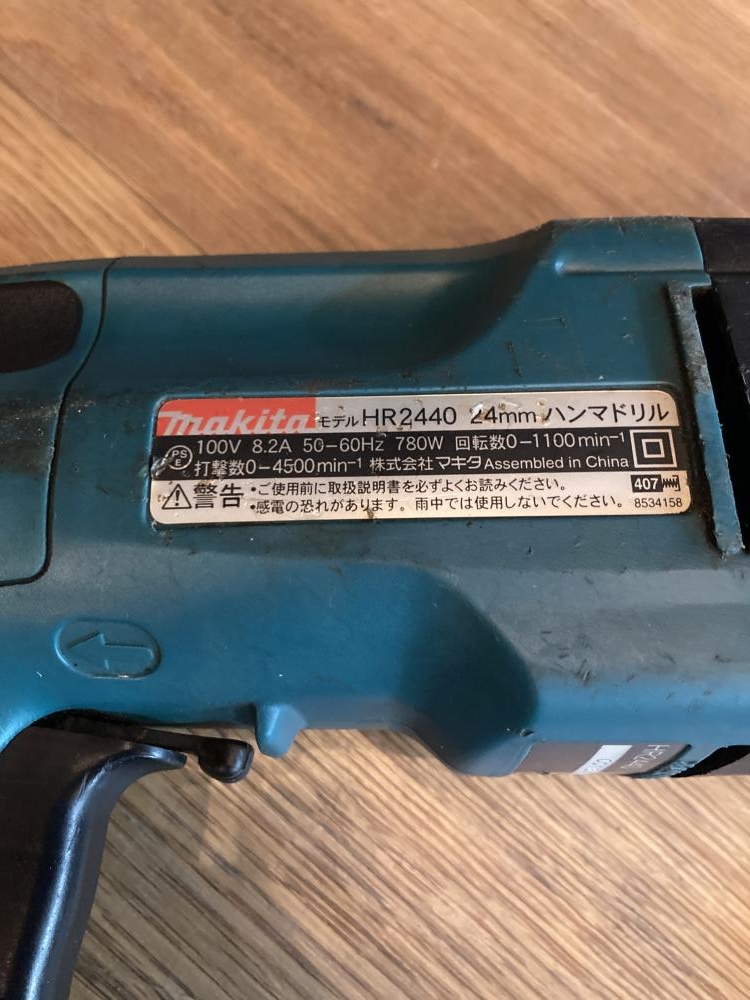 makita モデル HR2440 24mm ハンマドリル
PS E 100V 8.2A 50-60Hz 780W 回転数0-1100min⁻¹
打撃数0-4500min⁻¹ 株式会社マキタ Assembled in China
警告 •ご使用前に取扱説明書を必ずよくお読みください。 407
•感電の恐れがあります。雨中では使用しないでください。 8534158
HR2440